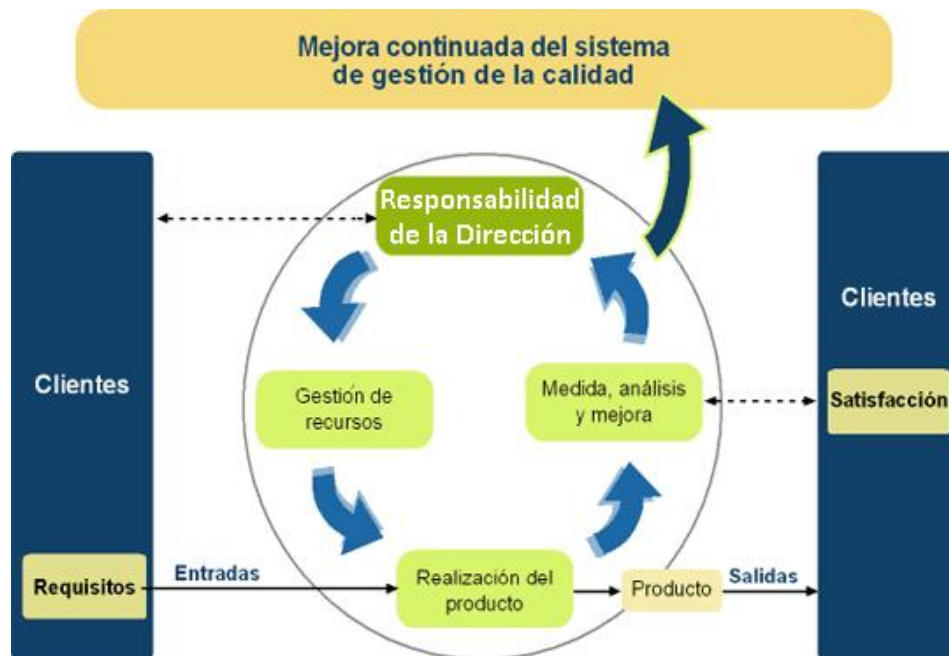 Mejora continuada del sistema
de gestión de la calidad
Responsabilidad
de la Dirección
Clientes
Clientes
Gestión de
recursos
Medida, análisis
y mejora
Satisfacción
Requisitos
Entradas
Realización del
producto
Producto
Salidas